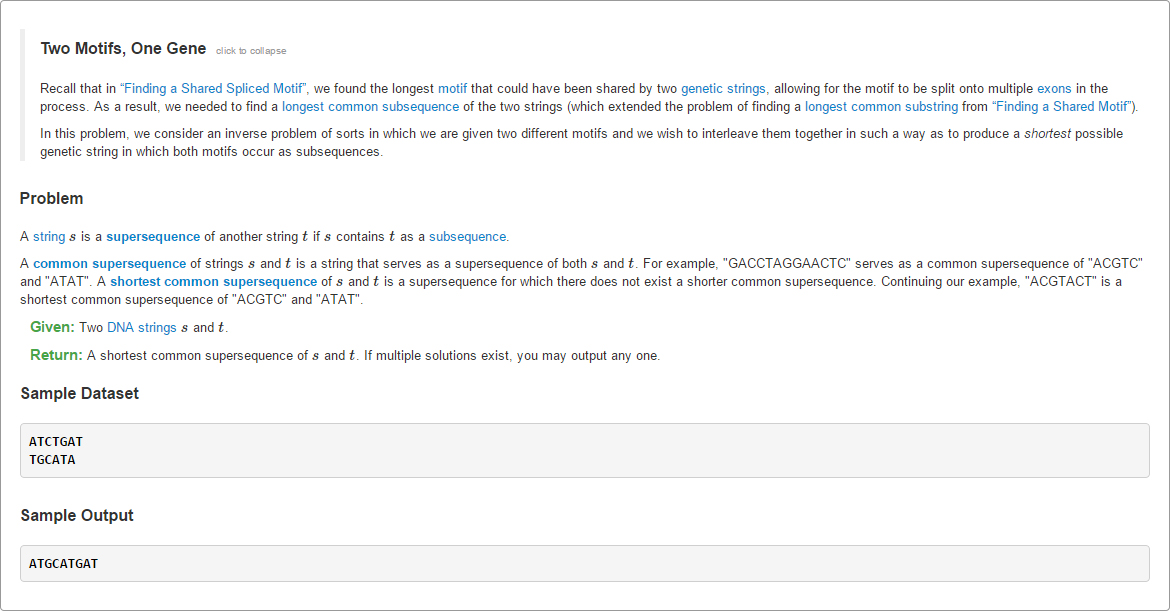 Two Motifs, One Gene click to collapse
Recall that in “Finding a Shared Spliced Motif”, we found the longest motif that could have been shared by two genetic strings, allowing for the motif to be split onto multiple exons in the
process. As a result, we needed to find a longest common subsequence of the two strings (which extended the problem of finding a longest common substring from “Finding a Shared Motif”).
In this problem, we consider an inverse problem of sorts in which we are given two different motifs and we wish to interleave them together in such a way as to produce a shortest possible
genetic string in which both motifs occur as subsequences.
Problem
A string s is a supersequence of another string t if s contains t as a subsequence.
A common supersequence of strings s and t is a string that serves as a supersequence of both s and t. For example, "GACCTAGGAACTC" serves as a common supersequence of "ACGTC"
and "ATAT". A shortest common supersequence of s and t is a supersequence for which there does not exist a shorter common supersequence. Continuing our example, "ACGTACT" is a
shortest common supersequence of "ACGTC" and "ATAT".
Given: Two DNA strings s and t.
Return: A shortest common supersequence of s and t. If multiple solutions exist, you may output any one.
Sample Dataset
ATCTGAT
TGCATA
Sample Output
ATGCATGAT